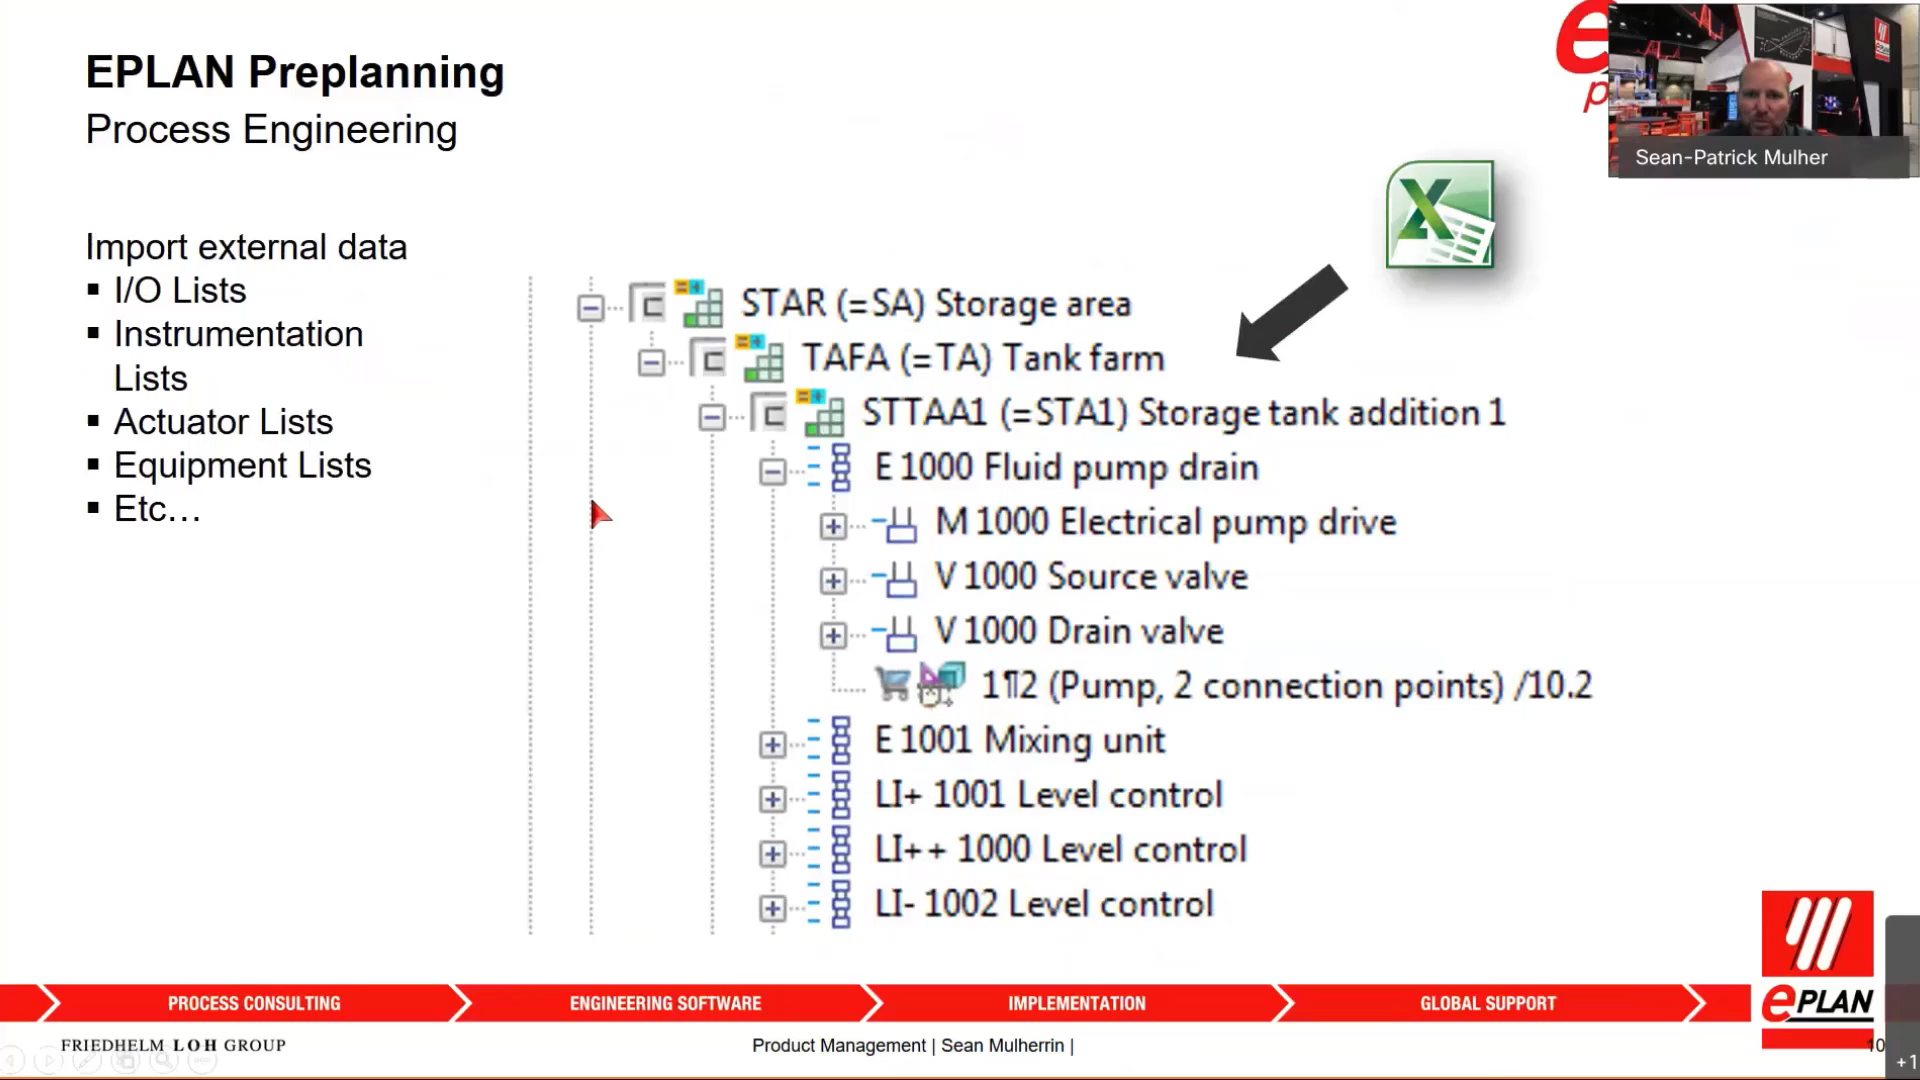 EPLAN Preplanning
Process Engineering
Sean-Patrick Mulher
Import external data
I/O Lists
Instrumentation
Lists
Actuator Lists
Equipment Lists
Etc…
STAR (=SA) Storage area
TAFA (=TA) Tank farm
STTAA1 (=STA1) Storage tank addition 1
E 1000 Fluid pump drain
M 1000 Electrical pump drive
V 1000 Source valve
V 1000 Drain valve
1¶2 (Pump, 2 connection points) /10.2
E 1001 Mixing unit
LI+ 1001 Level control
LI++ 1000 Level control
LI- 1002 Level control
PROCESS CONSULTING
ENGINEERING SOFTWARE
IMPLEMENTATION
GLOBAL SUPPORT
ePLAN
FRIEDHELM LOH GROUP
Product Management | Sean Mulherrin |
10
+1